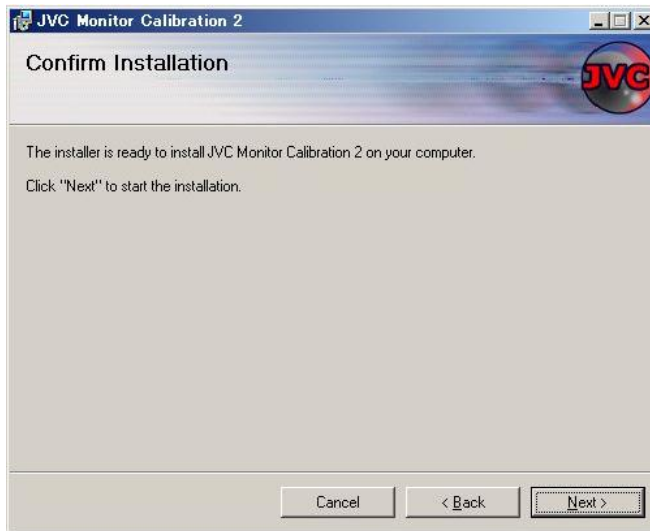 JVC Monitor Calibration 2
Confirm Installation
JVC
The installer is ready to install JVC Monitor Calibration 2 on your computer.
Click "Next" to start the installation.
Cancel
< Back
Next >